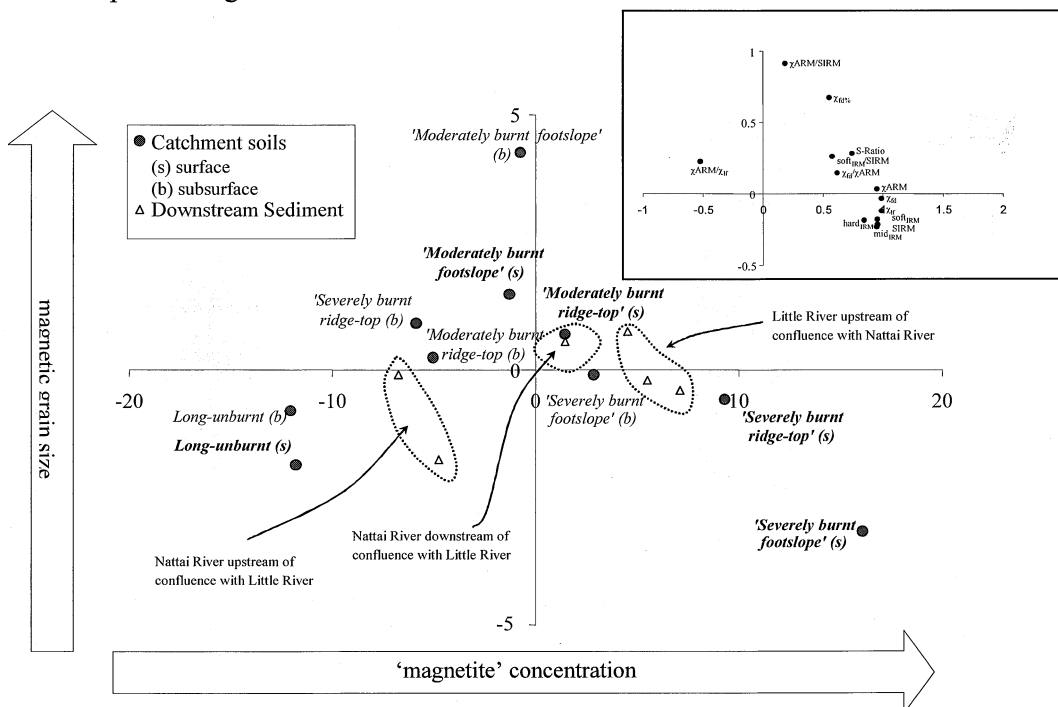 1
χARM/SIRM
χfd%
0.5
S-Ratio
softIRM/SIRM
χfd/χARM
χARM/χlf
χARM
χfd
0
-1
-0.5
0
0.5
1
1.5
2
χlf
softIRM
hardIRM
SIRM
midIRM
-0.5
Catchment soils
(s) surface
(b) subsurface
Downstream Sediment
5
'Moderately burnt footslope'
(b)
'Moderately burnt
footslope' (s)
'Severely burnt
ridge-top (b)
'Moderately burnt
ridge-top (b)
'Moderately burnt
ridge-top' (s)
Little River upstream of
confluence with Nattai River
magnetic grain size
0
-20
-10
0
10
20
Long-unburnt (b)
Long-unburnt (s)
'Severely burnt
footslope' (b)
'Severely burnt
ridge-top' (s)
'Severely burnt
footslope' (s)
Nattai River upstream of
confluence with Little River
Nattai River downstream of
confluence with Little River
-5
'magnetite' concentration